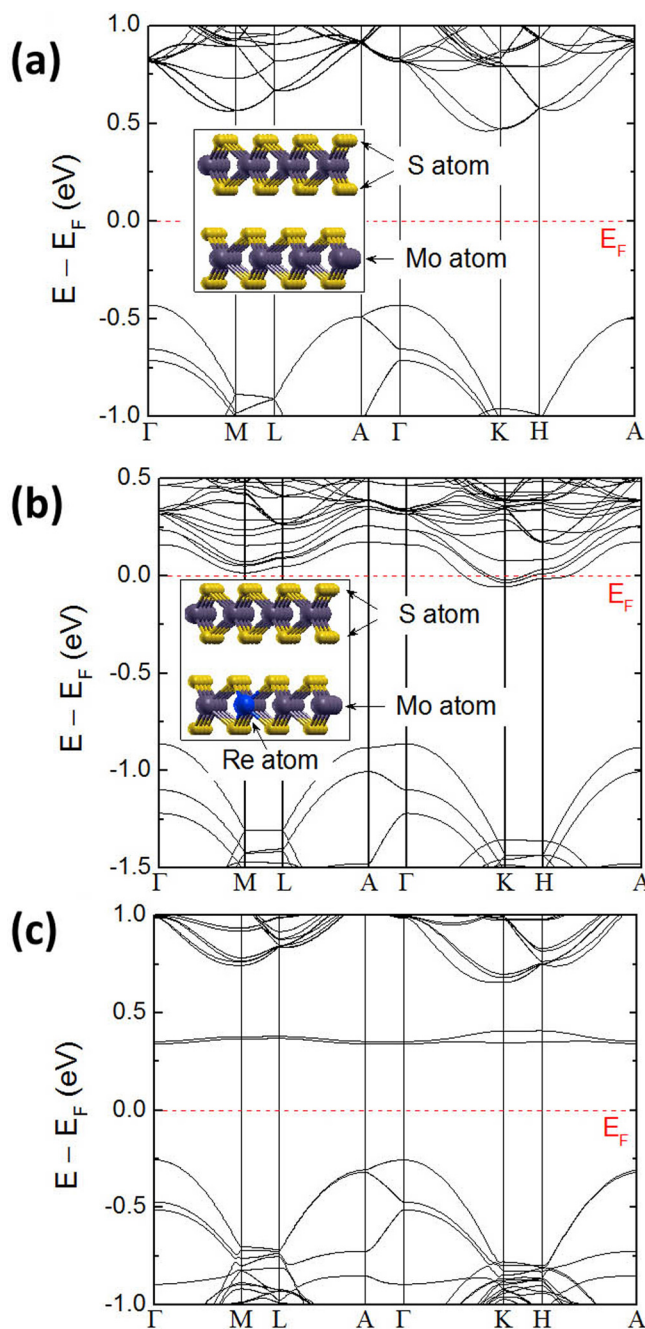 (a)
1.0
0.5
0.0
-0.5
-1.0
E − E_F (eV)
S atom
Mo atom
E_F
Γ M L A Γ K H A
(b)
0.5
0.0
-0.5
-1.0
-1.5
E − E_F (eV)
S atom
Mo atom
Re atom
E_F
Γ M L A Γ K H A
(c)
1.0
0.5
0.0
-0.5
-1.0
E − E_F (eV)
E_F
Γ M L A Γ K H A